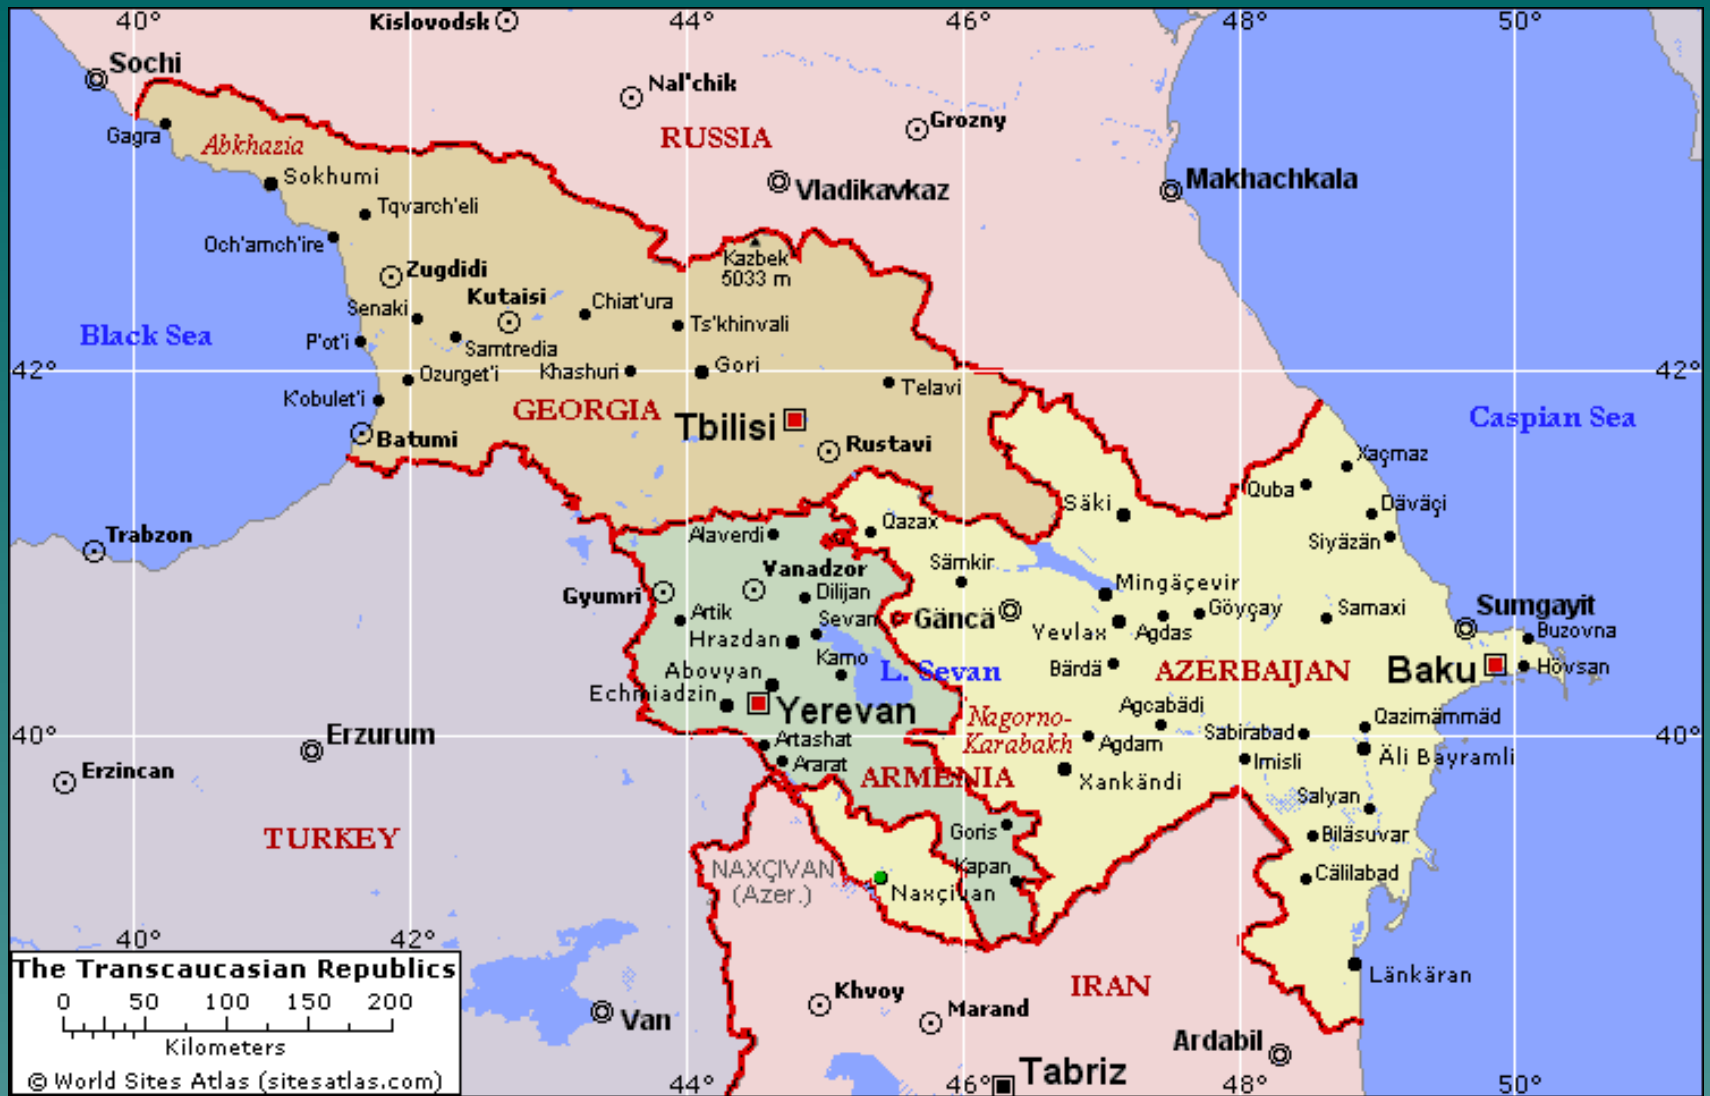 40°
Kislovodsk
44°
46°
48°
50°
Sochi
Nal'chik
Grozny
Gagra
Abkhazia
RUSSIA
Sokhumi
Vladikavkaz
Makhachkala
Tqvarch'eli
Och'amch'ire
Zugdidi
Kazbek
5033 m
Senaki
Kutaisi
Chiat'ura
Black Sea
P'ot'i
Samtredia
Ts'khinvali
42°
Ozurget'i
Khashuri
Gori
T'elavi
42°
K'obulet'i
GEORGIA
Tbilisi
Caspian Sea
Batumi
Rustavi
Xaçmaz
Quba
Däväçi
Säki
Trabzon
Alaverdi
Qazax
Siyäzän
Vanadzor
Sämkir
Mingäçevir
Gyumri
Dilijan
Artik
Sevan
Gäncä
Göyçay
Samaxi
Sumgayit
Hrazdan
Yevlax
Agdas
Buzovna
Kamo
L. Sevan
Bärdä
AZERBAIJAN
Baku
Hövsan
Abovyan
Echmiadzin
Yerevan
Nagorno-
Karabakh
Agcabädi
Qazimämmäd
40°
Erzurum
Artashat
Agdam
Sabirabad
40°
Erzincan
Ararat
ARMENIA
Xankändi
Imisli
Äli Bayramli
Salyan
TURKEY
Goris
Biläsuvar
NAXÇIVAN
(Azer.)
Kapan
Naxçivan
Cälilabad
40°
42°
The Transcaucasian Republics
0 50 100 150 200
Kilometers
© World Sites Atlas (sitesatlas.com)
Van
Khvoy
Marand
IRAN
Länkäran
Ardabil
Tabriz
44°
46°
48°
50°